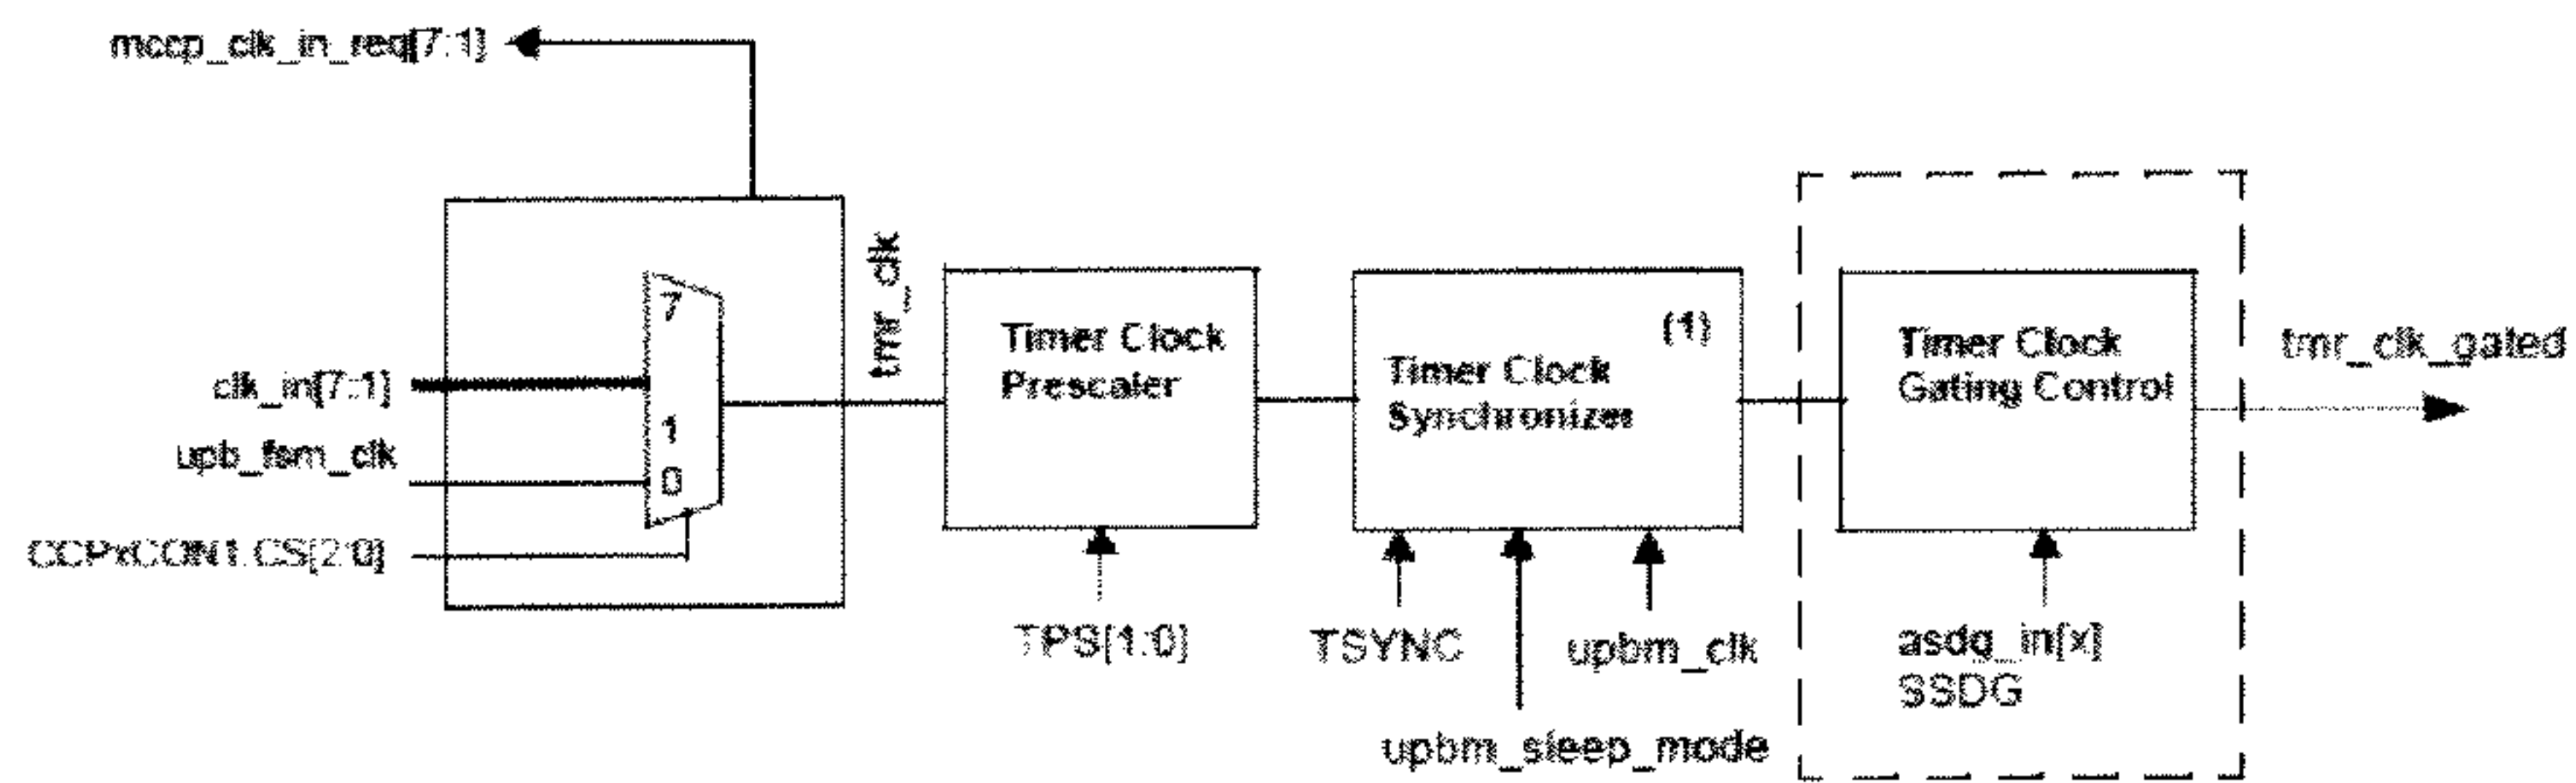 mccp_clk_in_req[7:1]
tmr_clk
7
clk_in[7:1]
1
upb_fsm_clk
0
CCPxCON1.CS[2:0]
Timer Clock
Prescaler
TPS[1:0]
(1)
Timer Clock
Synchronizer
TSYNC
upbm_clk
upbm_sleep_mode
Timer Clock
Gating Control
asdg_in[x]
SSDG
tmr_clk_gated